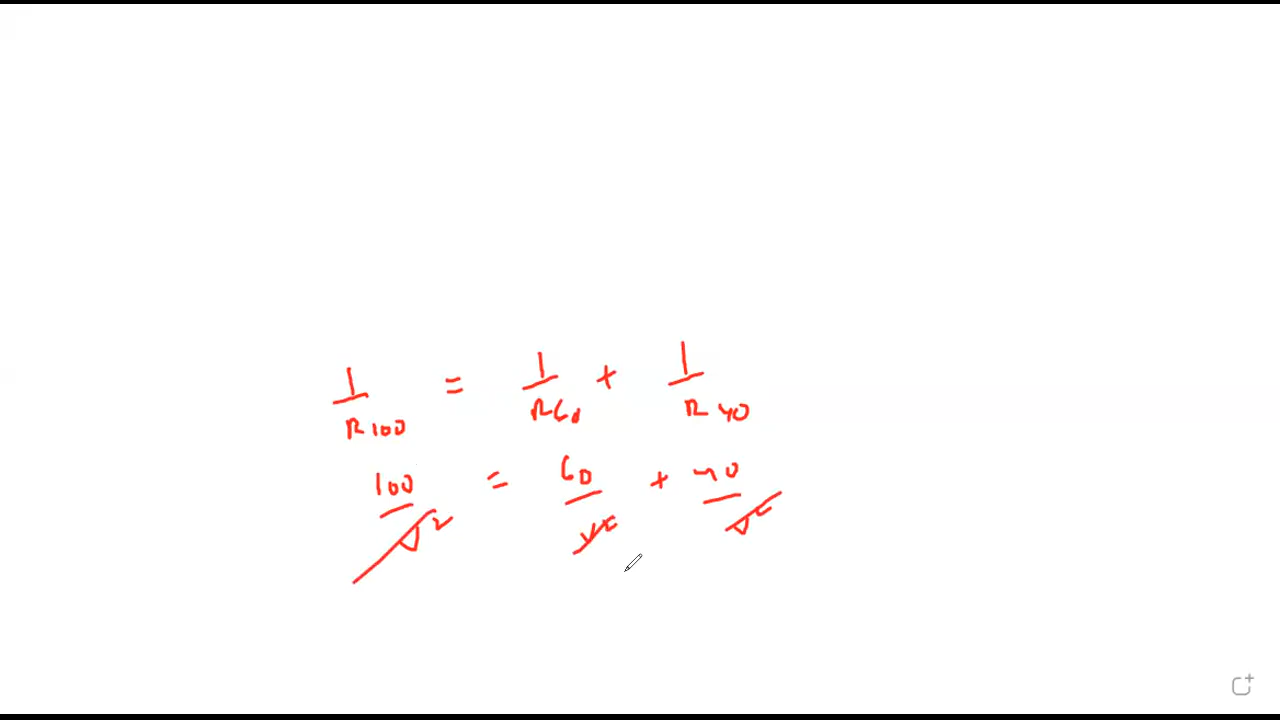 1/R100 = 1/R60 + 1/R40
100/V² = 60/V² + 40/V²